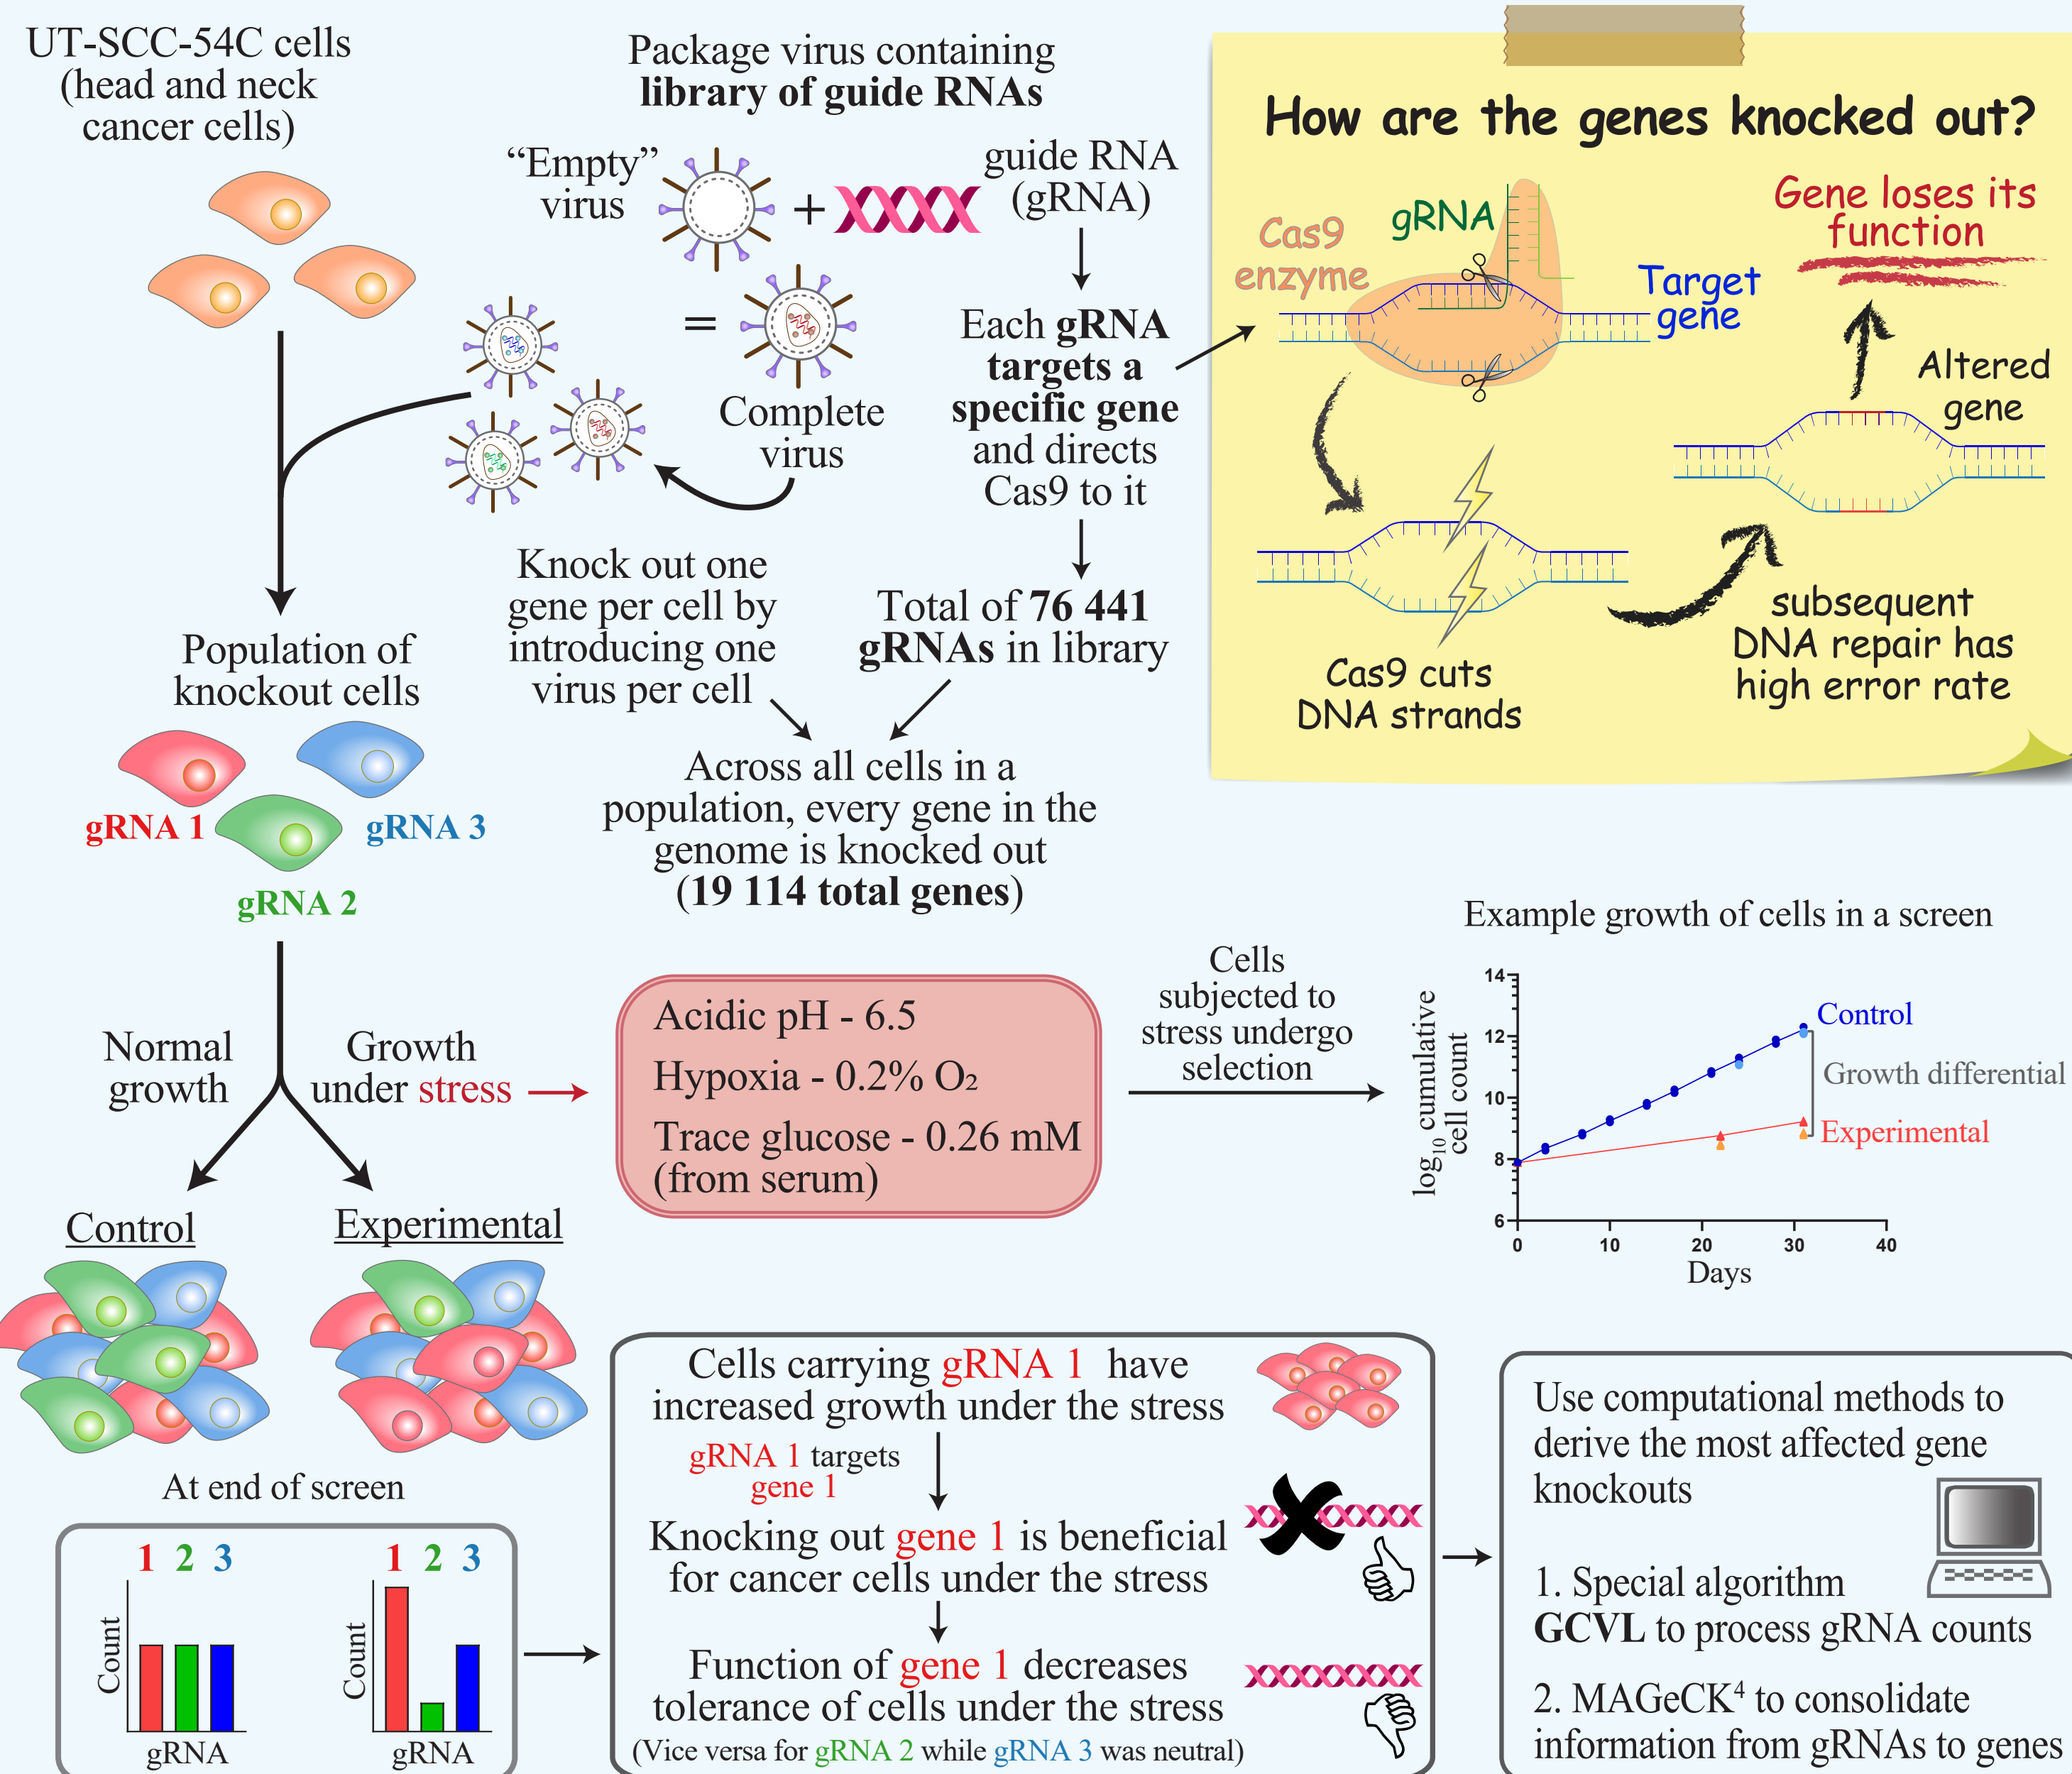 UT-SCC-54C cells
(head and neck
cancer cells)
Package virus containing
library of guide RNAs
“Empty”
virus
+
guide RNA
(gRNA)
=
Complete
virus
Each gRNA
targets a
specific gene
and directs
Cas9 to it
Total of 76 441
gRNAs in library
Knock out one
gene per cell by
introducing one
virus per cell
Across all cells in a
population, every gene in the
genome is knocked out
(19 114 total genes)
How are the genes knocked out?
Cas9
enzyme
gRNA
Target
gene
Gene loses its
function
Altered
gene
Cas9 cuts
DNA strands
subsequent
DNA repair has
high error rate
Population of
knockout cells
gRNA 1
gRNA 3
gRNA 2
Normal
growth
Growth
under stress
Acidic pH - 6.5
Hypoxia - 0.2% O₂
Trace glucose - 0.26 mM
(from serum)
Cells
subjected to
stress undergo
selection
Example growth of cells in a screen
log₁₀ cumulative
cell count
14
12
10
8
6
0 10 20 30 40
Days
Control
Growth differential
Experimental
Control
Experimental
At end of screen
1 2 3
Count
gRNA
1 2 3
Count
gRNA
Cells carrying gRNA 1 have
increased growth under the stress
gRNA 1 targets
gene 1
Knocking out gene 1 is beneficial
for cancer cells under the stress
Function of gene 1 decreases
tolerance of cells under the stress
(Vice versa for gRNA 2 while gRNA 3 was neutral)
Use computational methods to
derive the most affected gene
knockouts
1. Special algorithm
GCVL to process gRNA counts
2. MAGeCK⁴ to consolidate
information from gRNAs to genes